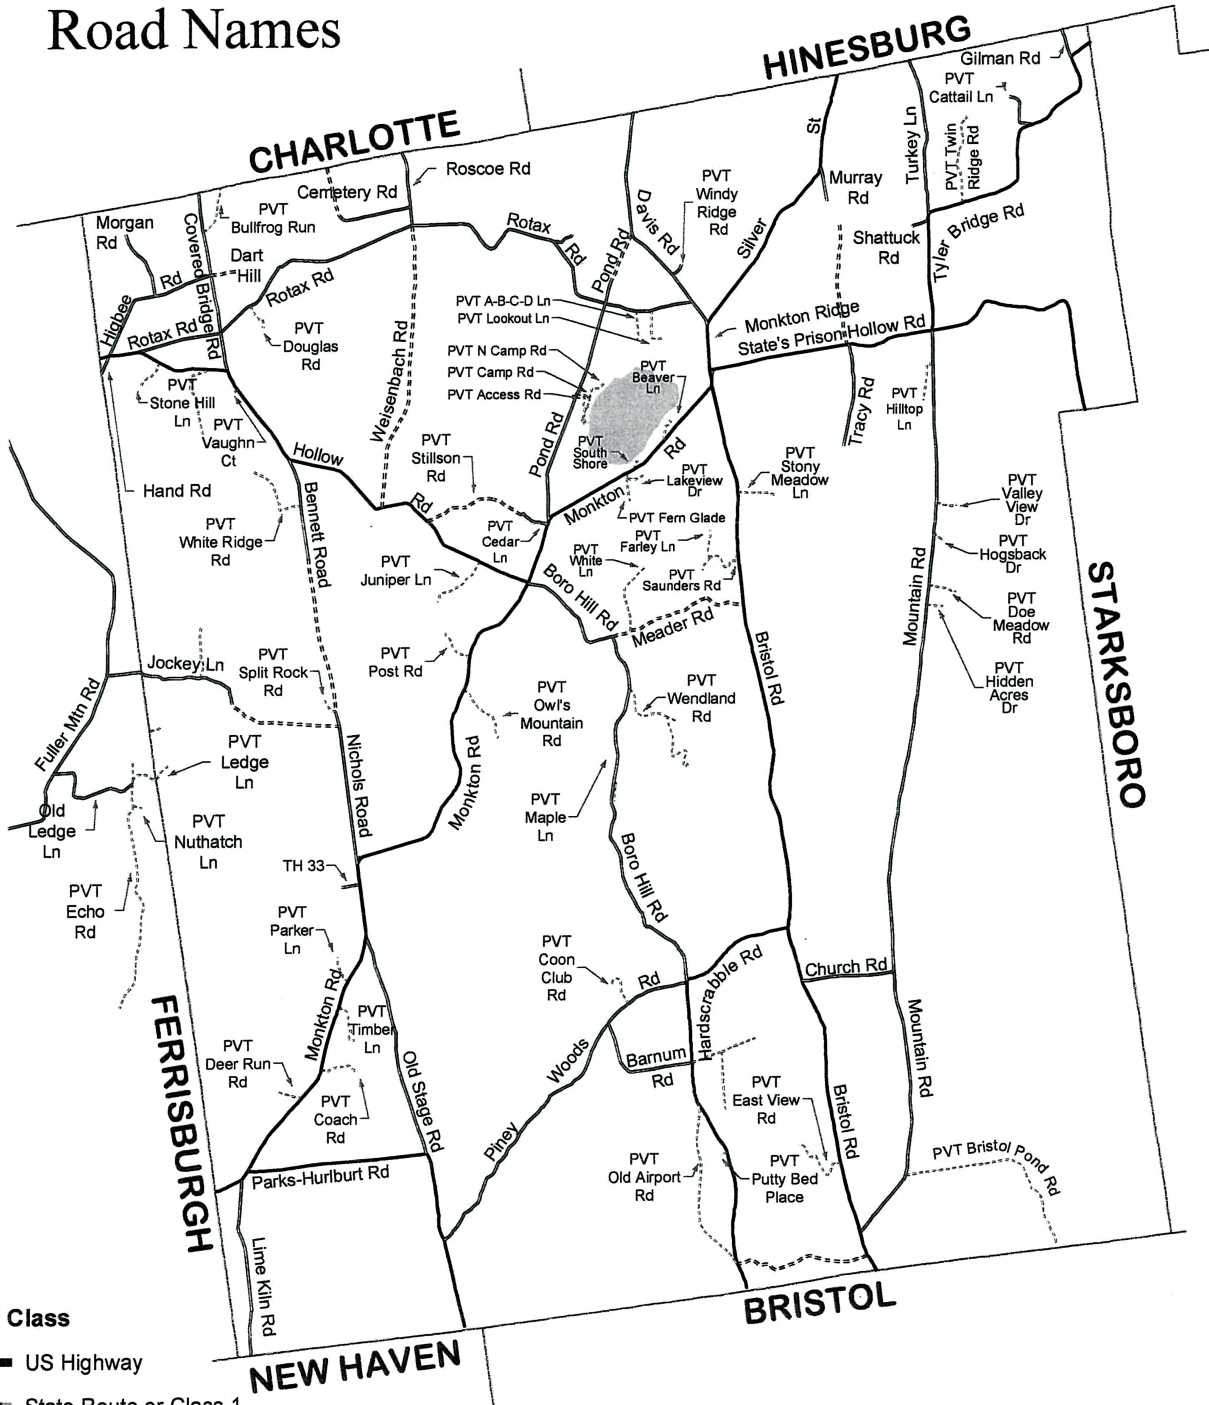 Road Names
HINESBURG
Gilman Rd
PVT
Cattail Ln
CHARLOTTE
St
Turkey Ln
PVT Twin
Ridge Rd
Roscoe Rd
Cemetery Rd
PVT
Windy
Ridge
Rd
Murray
Rd
Morgan
Rd
Covered
Bridge Rd
PVT
Bullfrog Run
Rotax
Rd
Davis Rd
Silver
Shattuck
Rd
Tyler
Bridge Rd
Dart
Hill
Pond Rd
Higbee
Rd
Rotax Rd
PVT A-B-C-D Ln
PVT Lookout Ln
Monkton Ridge
State's Prison Hollow Rd
Rotax Rd
PVT
Douglas
Rd
Weisenbach Rd
PVT N Camp Rd
PVT Camp Rd
PVT Access Rd
PVT
Beaver
Ln
PVT
Stone Hill
Ln
PVT
Vaughn
Ct
Tracy Rd
PVT
Hilltop
Ln
Pond Rd
PVT
South
Shore
Rd
Hollow
Rd
PVT
Stillson
Rd
PVT
Lakeview
Dr
PVT
Stony
Meadow
Ln
Hand Rd
Bennett Road
Monkton
PVT Fern Glade
PVT
Valley
View
Dr
PVT
White Ridge
Rd
PVT
Cedar
Ln
PVT
Farley Ln
PVT
Hogsback
Dr
PVT
Juniper Ln
PVT
White
Ln
PVT
Saunders Rd
Mountain Rd
STARKSBORO
Boro Hill Rd
Meader Rd
PVT
Doe
Meadow
Rd
Jockey Ln
PVT
Split Rock
Rd
PVT
Post Rd
Bristol Rd
PVT
Hidden
Acres
Dr
PVT
Owl's
Mountain
Rd
PVT
Wendland
Rd
Fuller Mtn Rd
PVT
Ledge
Ln
Nichols Road
Monkton Rd
Old
Ledge
Ln
PVT
Nuthatch
Ln
PVT
Maple
Ln
Boro Hill Rd
TH 33
PVT
Echo
Rd
PVT
Parker
Ln
PVT
Coon
Club
Rd
Rd
Hardscrabble Rd
Church Rd
FERRISBURGH
Monkton Rd
PVT
Timber
Ln
Mountain Rd
PVT
Deer Run
Rd
Old Stage Rd
Woods
Barnum
Rd
PVT
Coach
Rd
PVT
East View
Rd
Bristol Rd
Piney
Parks-Hurlburt Rd
PVT
Old Airport
Rd
PVT
Putty Bed
Place
PVT Bristol Pond Rd
Lime Kiln Rd
BRISTOL
NEW HAVEN
Class
US Highway
State Route or Class 1